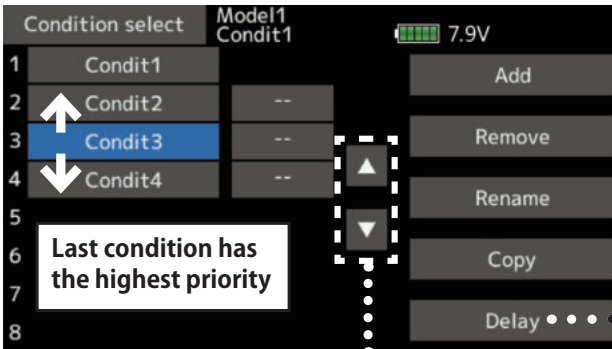 Condition select
Model1
Condit1
7.9V
1 Condit1
Add
2 Condit2 --
3 Condit3 --
Remove
4 Condit4 --
▲
Rename
5
▼
Last condition has
the highest priority
6
Copy
7
Delay
8